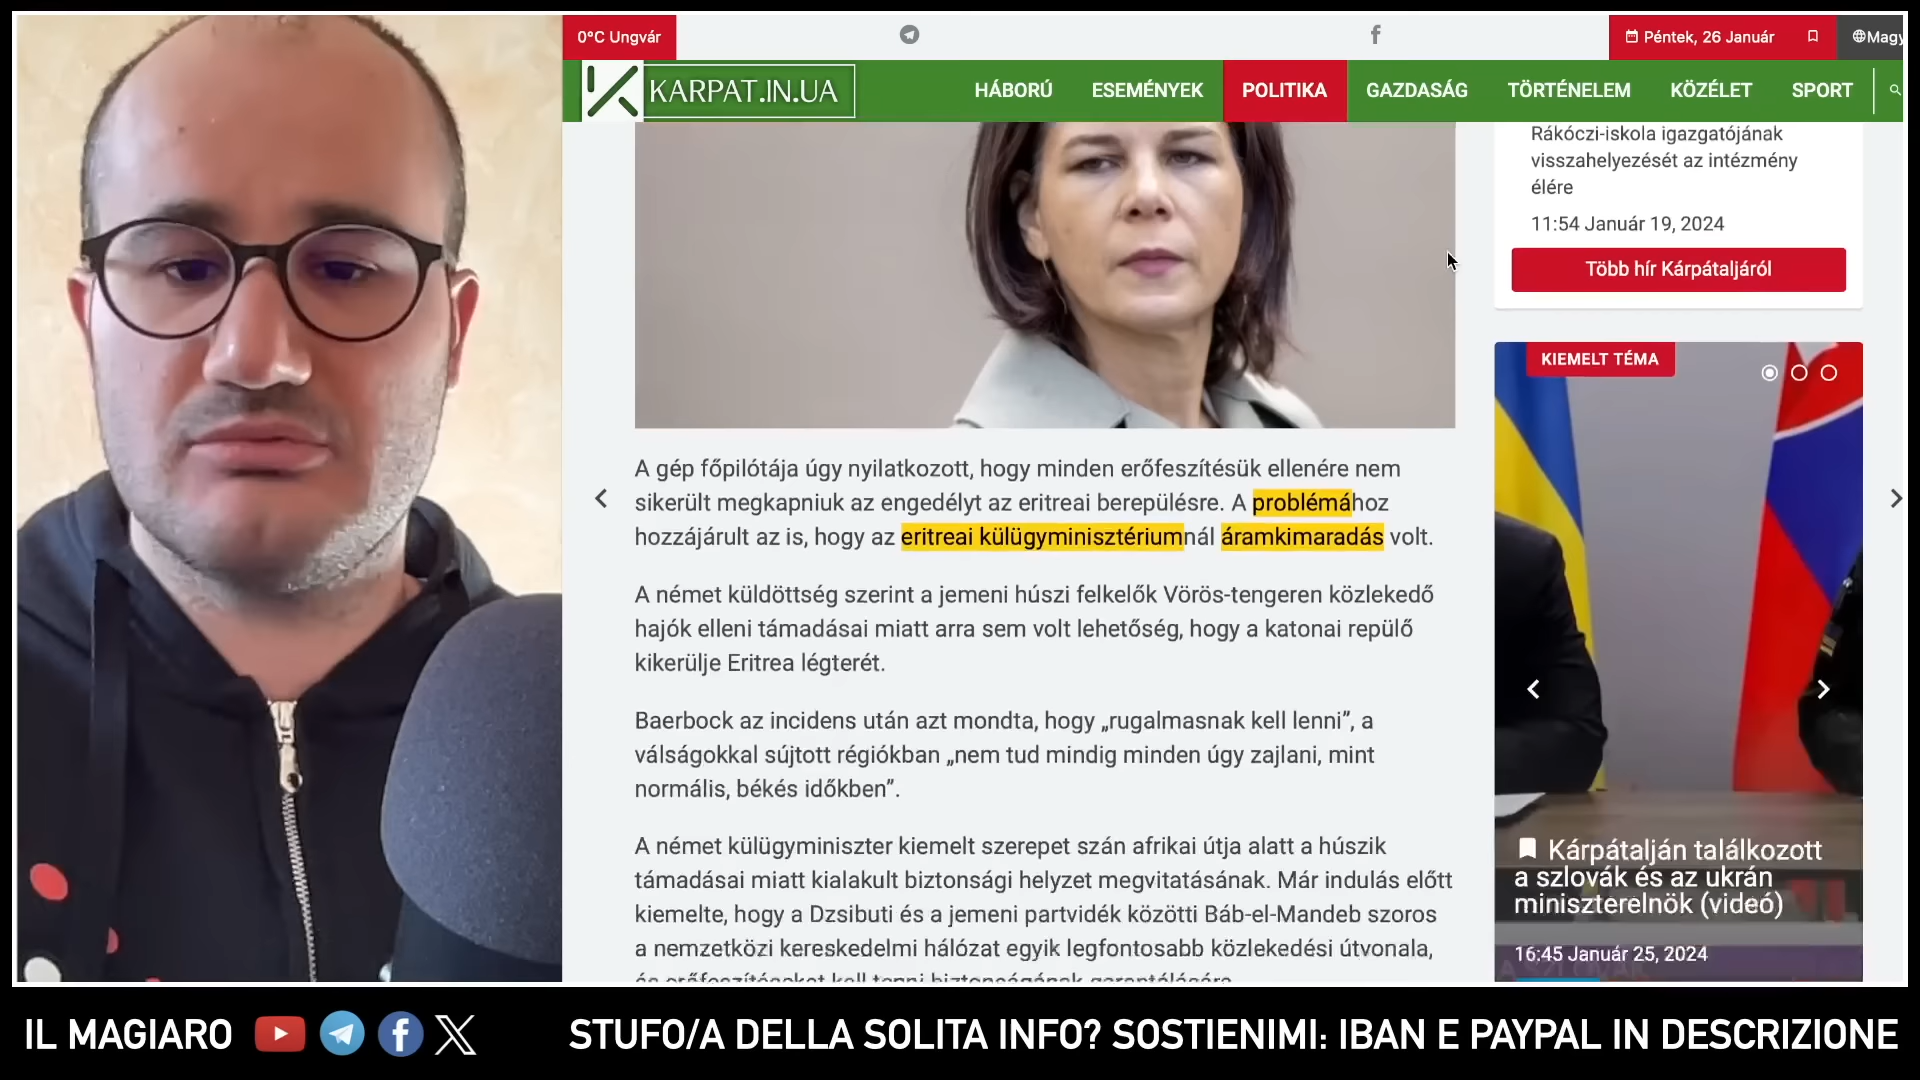 0°C Ungvár
Péntek, 26 Január
Magy
KARPAT.IN.UA
HÁBORÚ
ESEMÉNYEK
POLITIKA
GAZDASÁG
TÖRTÉNELEM
KÖZÉLET
SPORT
A gép főpilótája úgy nyilatkozott, hogy minden erőfeszítésük ellenére nem
sikerült megkapniuk az engedélyt az eritreai berepülésre. A problémához
hozzájárult az is, hogy az eritreai külügyminisztériumnál áramkimaradás volt.
A német küldöttség szerint a jemeni húszi felkelők Vörös-tengeren közlekedő
hajók elleni támadásai miatt arra sem volt lehetőség, hogy a katonai repülő
kikerülje Eritrea légterét.
Baerbock az incidens után azt mondta, hogy „rugalmasnak kell lenni”, a
válságokkal sújtott régiókban „nem tud mindig minden úgy zajlani, mint
normális, békés időkben”.
A német külügyminiszter kiemelt szerepet szán afrikai útja alatt a húszik
támadásai miatt kialakult biztonsági helyzet megvitatásának. Már indulás előtt
kiemelte, hogy a Dzsibuti és a jemeni partvidék közötti Báb-el-Mandeb szoros
a nemzetközi kereskedelmi hálózat egyik legfontosabb közlekedési útvonala,
és erőfeszítéseket kell tenni biztonságának garantálására
Rákóczi-iskola igazgatójának
visszahelyezését az intézmény
élére
11:54 Január 19, 2024
Több hír Kárpátaljáról
KIEMELT TÉMA
Kárpátalján találkozott
a szlovák és az ukrán
miniszterelnök (videó)
16:45 Január 25, 2024
IL MAGIARO
STUFO/A DELLA SOLITA INFO? SOSTIENIMI: IBAN E PAYPAL IN DESCRIZIONE